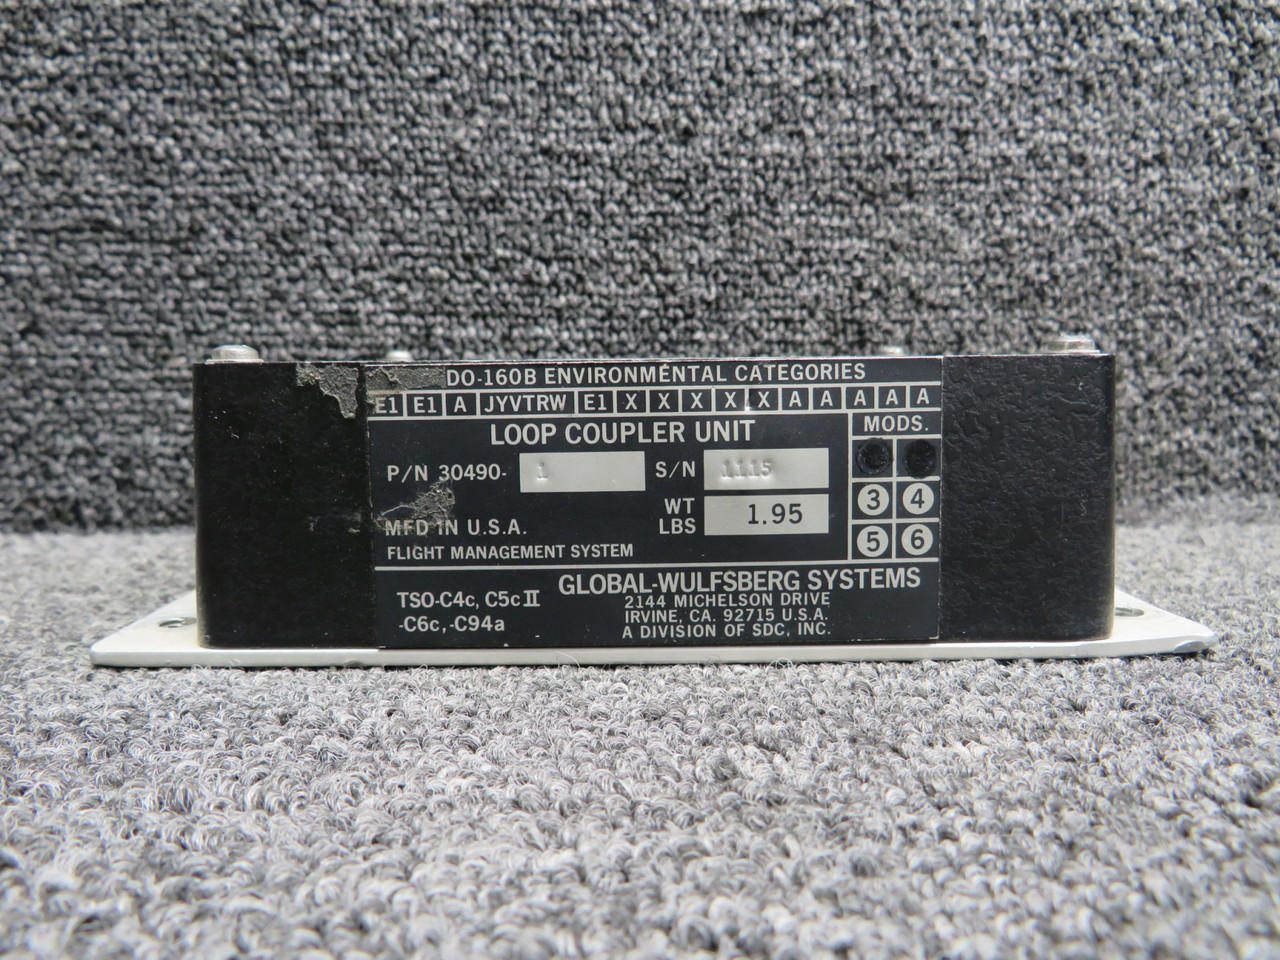 DO-160B ENVIRONMENTAL CATEGORIES
E1 E1 A JYVTRW E1 X X X X X A A A A A
LOOP COUPLER UNIT
MODS.
P/N 30490- 1 S/N 1115
WT LBS 1.95
3 4
5 6
MFD IN U.S.A.
FLIGHT MANAGEMENT SYSTEM
GLOBAL-WULFSBERG SYSTEMS
2144 MICHELSON DRIVE
IRVINE, CA. 92715 U.S.A.
A DIVISION OF SDC, INC.
TSO-C4c, C5c II
-C6c, -C94a